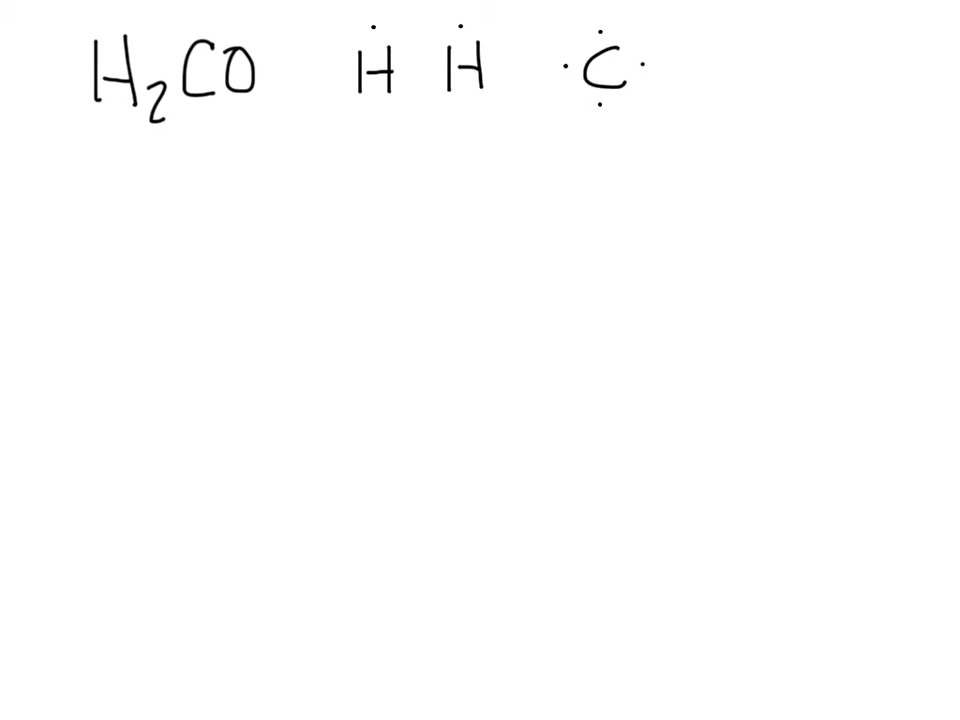 H₂CO Ḣ Ḣ ·C·